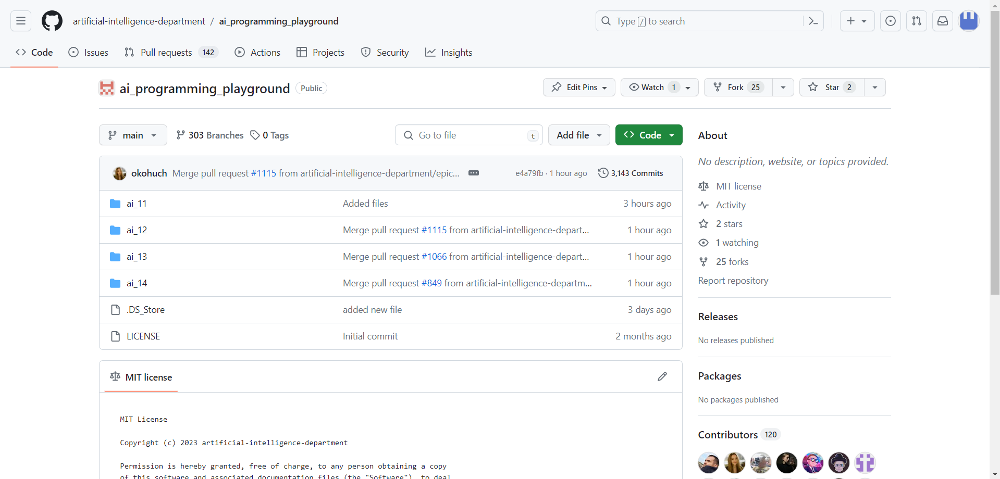 artificial-intelligence-department / ai_programming_playground
Type / to search
Code Issues Pull requests 142 Actions Projects Security Insights
ai_programming_playground Public
Edit Pins Watch 1 Fork 25 Star 2
main 303 Branches 0 Tags Go to file t Add file Code
okohuch Merge pull request #1115 from artificial-intelligence-department/epic... e4a79fb · 1 hour ago 3,143 Commits
ai_11 Added files 3 hours ago
ai_12 Merge pull request #1115 from artificial-intelligence-depart... 1 hour ago
ai_13 Merge pull request #1066 from artificial-intelligence-depart... 1 hour ago
ai_14 Merge pull request #849 from artificial-intelligence-departm... 1 hour ago
.DS_Store added new file 3 days ago
LICENSE Initial commit 2 months ago
MIT license
MIT License
Copyright (c) 2023 artificial-intelligence-department
Permission is hereby granted, free of charge, to any person obtaining a copy
of this software and associated documentation files (the "Software"), to deal
About
No description, website, or topics provided.
MIT license
Activity
2 stars
1 watching
25 forks
Report repository
Releases
No releases published
Packages
No packages published
Contributors 120